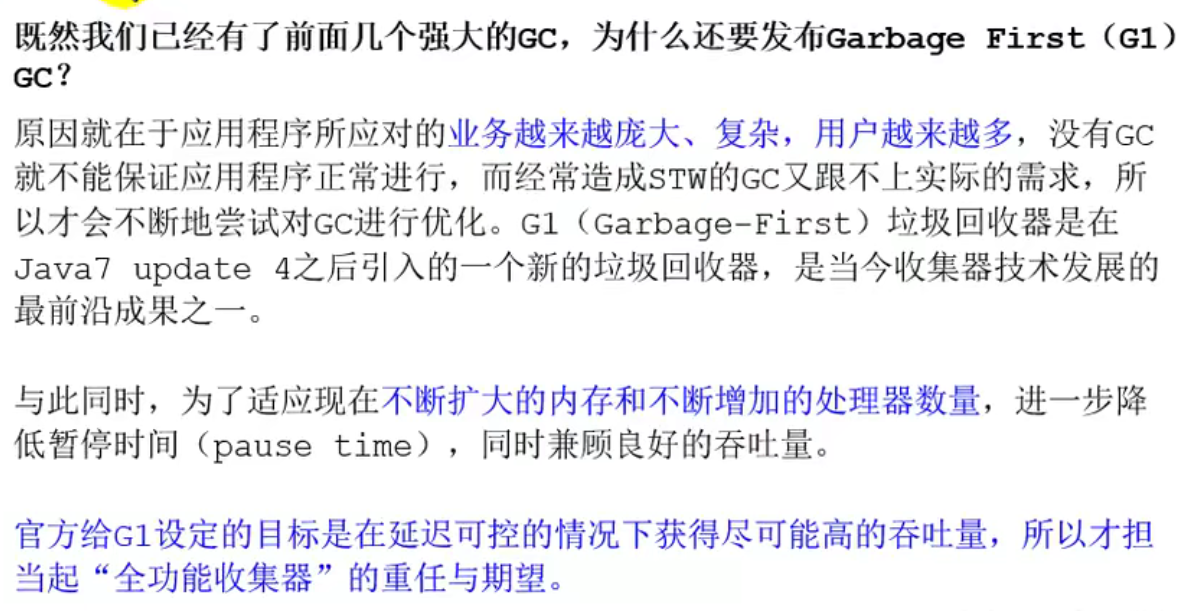 既然我们已经有了前面几个强大的GC，为什么还要发布Garbage First（G1）
GC？
原因就在于应用程序所应对的业务越来越庞大、复杂，用户越来越多，没有GC
就不能保证应用程序正常进行，而经常造成STW的GC又跟不上实际的需求，所
以才会不断地尝试对GC进行优化。G1（Garbage-First）垃圾回收器是在
Java7 update 4之后引入的一个新的垃圾回收器，是当今收集器技术发展的
最前沿成果之一。
与此同时，为了适应现在不断扩大的内存和不断增加的处理器数量，进一步降
低暂停时间（pause time），同时兼顾良好的吞吐量。
官方给G1设定的目标是在延迟可控的情况下获得尽可能高的吞吐量，所以才担
当起“全功能收集器”的重任与期望。